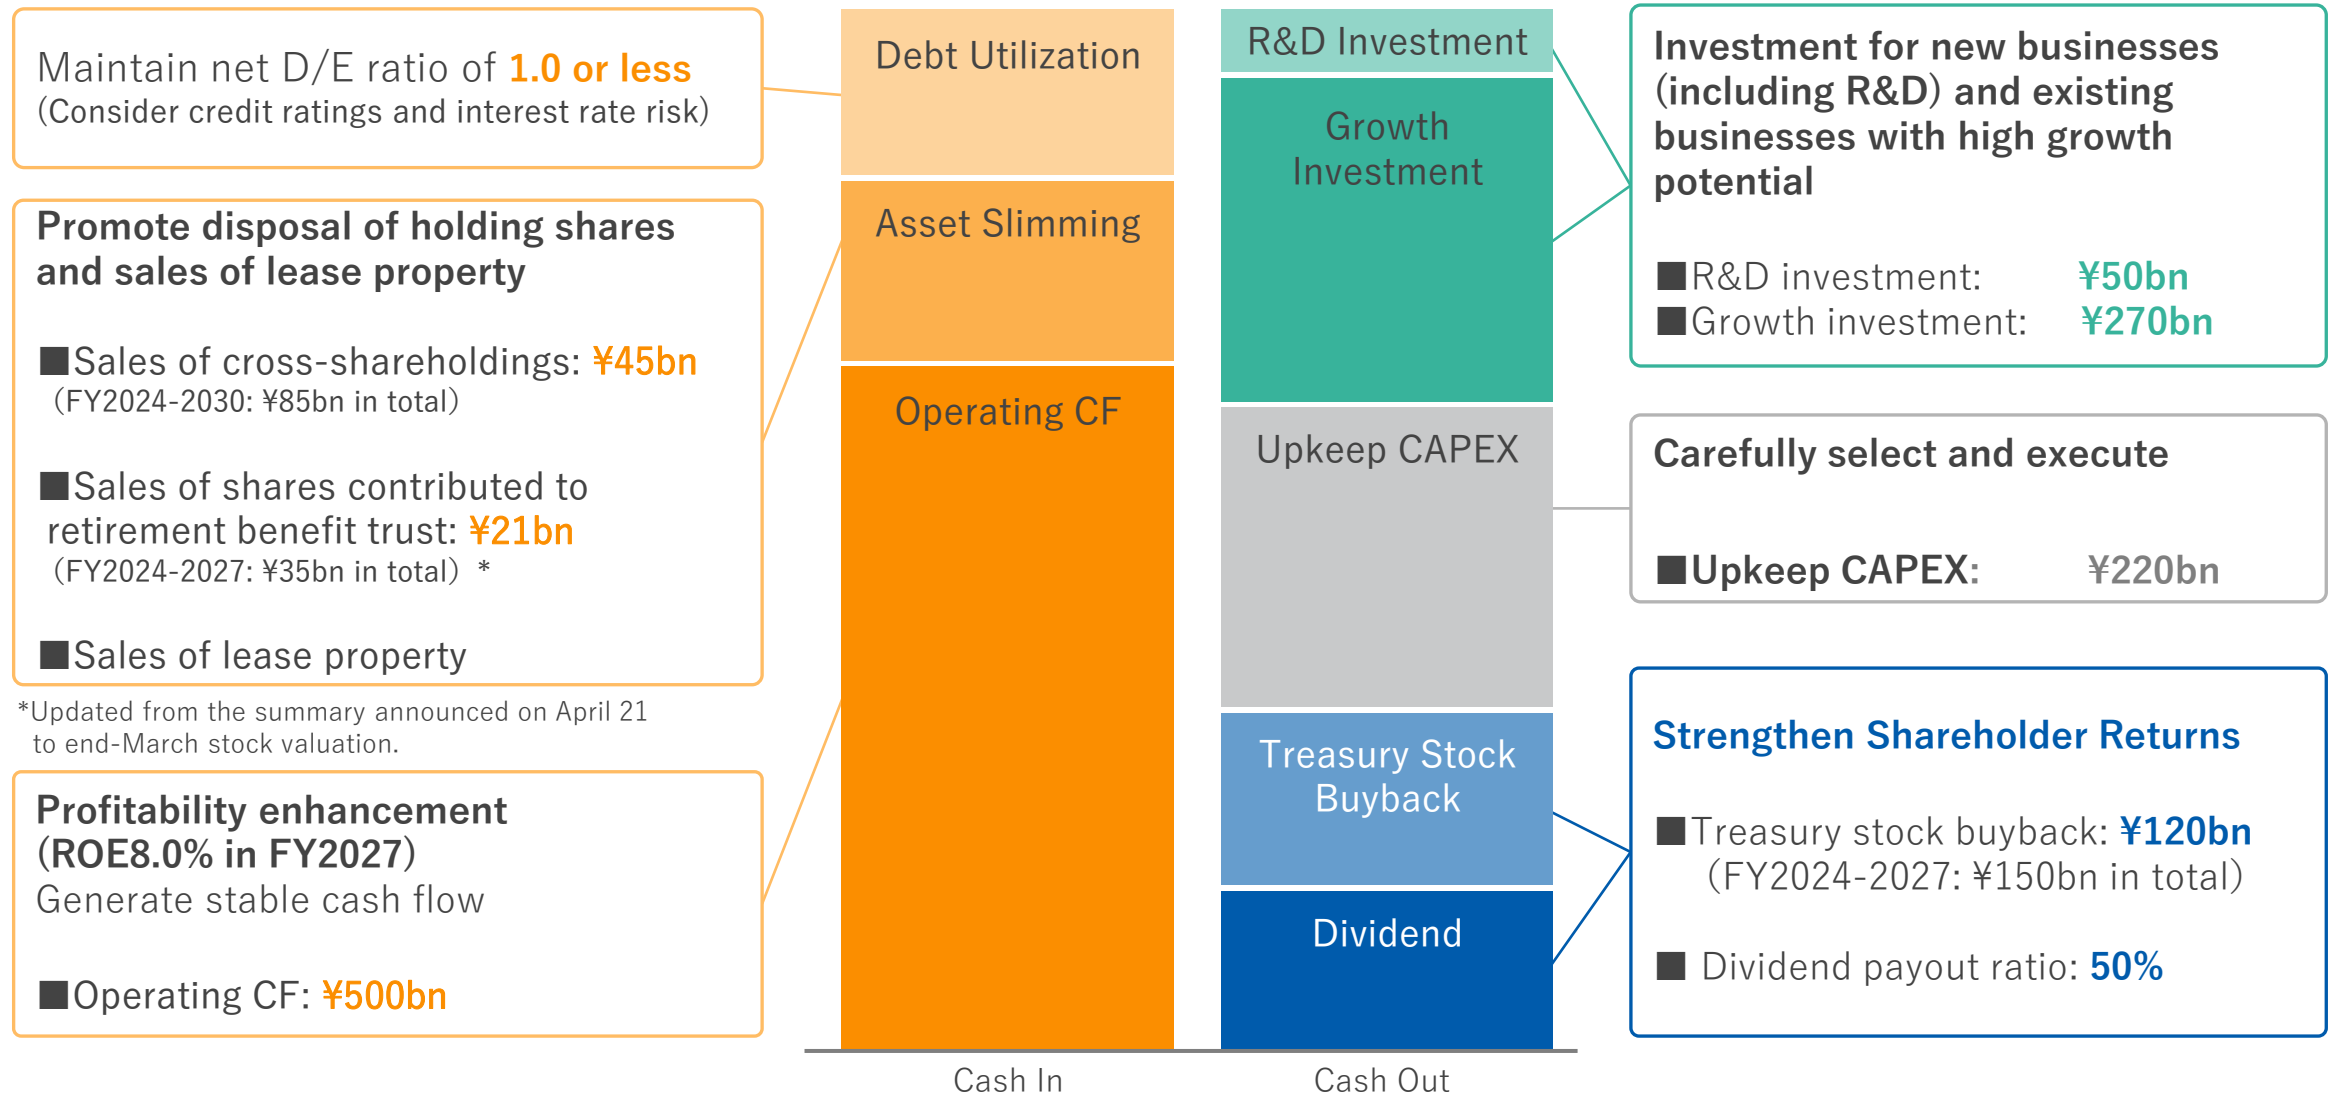 Maintain net D/E ratio of 1.0 or less
(Consider credit ratings and interest rate risk)
Promote disposal of holding shares
and sales of lease property
■Sales of cross-shareholdings: ¥45bn
(FY2024-2030: ¥85bn in total)
■Sales of shares contributed to
retirement benefit trust: ¥21bn
(FY2024-2027: ¥35bn in total) *
■Sales of lease property
*Updated from the summary announced on April 21
to end-March stock valuation.
Profitability enhancement
(ROE8.0% in FY2027)
Generate stable cash flow
■Operating CF: ¥500bn
Debt Utilization
Asset Slimming
Operating CF
Cash In
R&D Investment
Growth
Investment
Upkeep CAPEX
Treasury Stock
Buyback
Dividend
Cash Out
Investment for new businesses
(including R&D) and existing
businesses with high growth
potential
■R&D investment: ¥50bn
■Growth investment: ¥270bn
Carefully select and execute
■Upkeep CAPEX: ¥220bn
Strengthen Shareholder Returns
■Treasury stock buyback: ¥120bn
(FY2024-2027: ¥150bn in total)
■ Dividend payout ratio: 50%